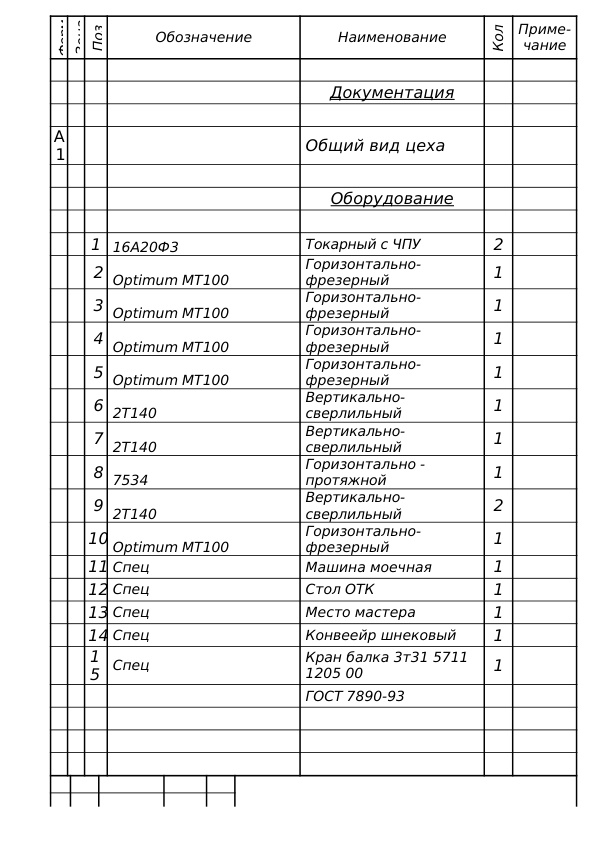 Поз Обозначение Наименование Кол Приме-
чание
Документация
А
1 Общий вид цеха
Оборудование
1 16А20Ф3 Токарный с ЧПУ 2
2 Optimum MT100 Горизонтально-
фрезерный 1
3 Optimum MT100 Горизонтально-
фрезерный 1
4 Optimum MT100 Горизонтально-
фрезерный 1
5 Optimum MT100 Горизонтально-
фрезерный 1
6 2Т140 Вертикально-
сверлильный 1
7 2Т140 Вертикально-
сверлильный 1
8 7534 Горизонтально -
протяжной 1
9 2Т140 Вертикально-
сверлильный 2
10 Optimum MT100 Горизонтально-
фрезерный 1
11 Спец Машина моечная 1
12 Спец Стол ОТК 1
13 Спец Место мастера 1
14 Спец Конвеейр шнековый 1
1
5 Спец Кран балка 3т31 5711
1205 00 1
ГОСТ 7890-93